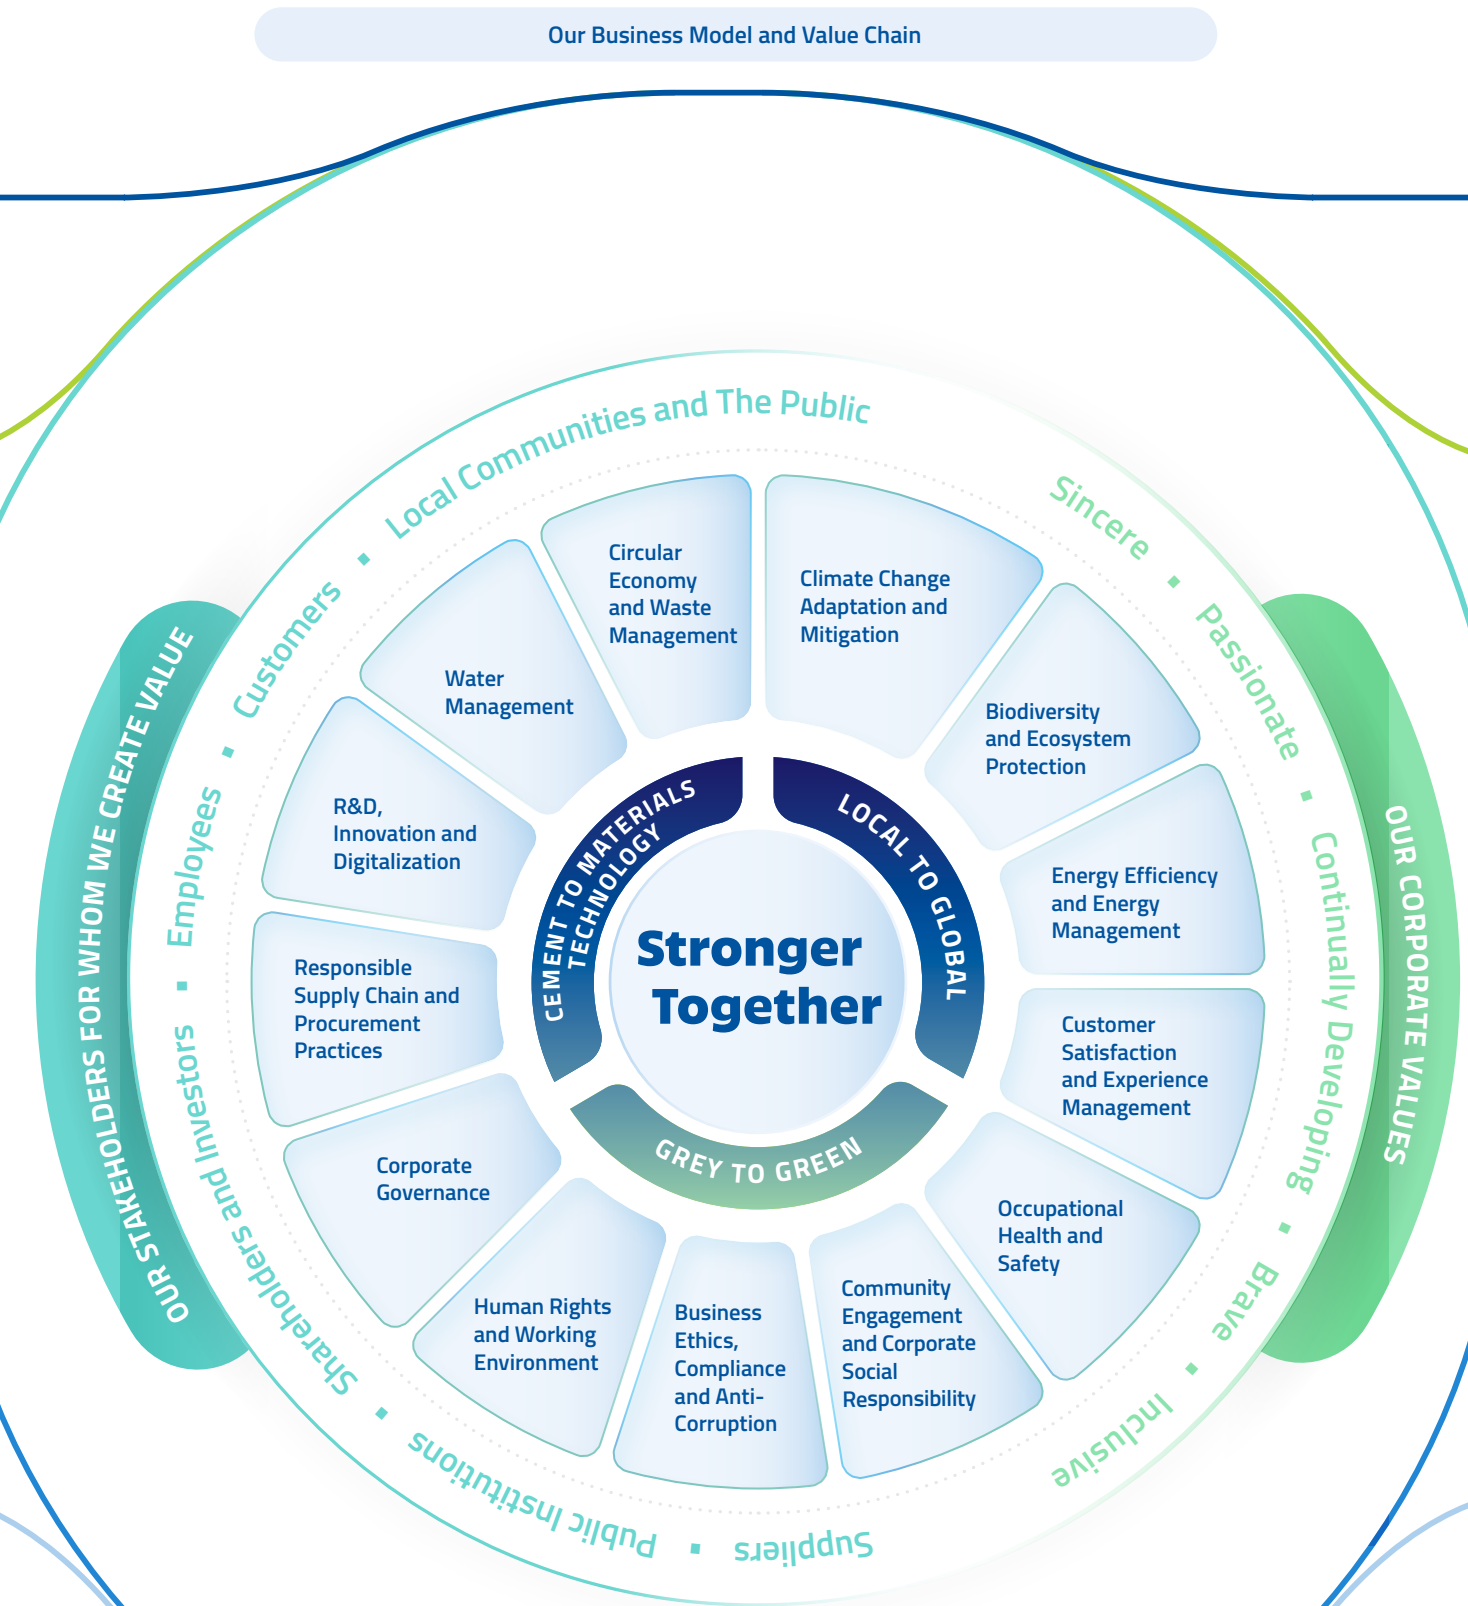 Our Business Model and Value Chain
OUR STAKEHOLDERS FOR WHOM WE CREATE VALUE
Local Communities and The Public
Customers
Employees
Shareholders and Investors
Public Institutions
Suppliers
OUR CORPORATE VALUES
Sincere
Passionate
Continually Developing
Brave
Inclusive
Climate Change
Adaptation and
Mitigation
Biodiversity
and Ecosystem
Protection
Energy Efficiency
and Energy
Management
Customer
Satisfaction
and Experience
Management
Occupational
Health and
Safety
Community
Engagement
and Corporate
Social
Responsibility
Business
Ethics,
Compliance
and Anti-
Corruption
Human Rights
and Working
Environment
Corporate
Governance
Responsible
Supply Chain and
Procurement
Practices
R&D,
Innovation and
Digitalization
Water
Management
Circular
Economy
and Waste
Management
CEMENT TO MATERIALS
TECHNOLOGY
LOCAL TO GLOBAL
GREY TO GREEN
Stronger
Together